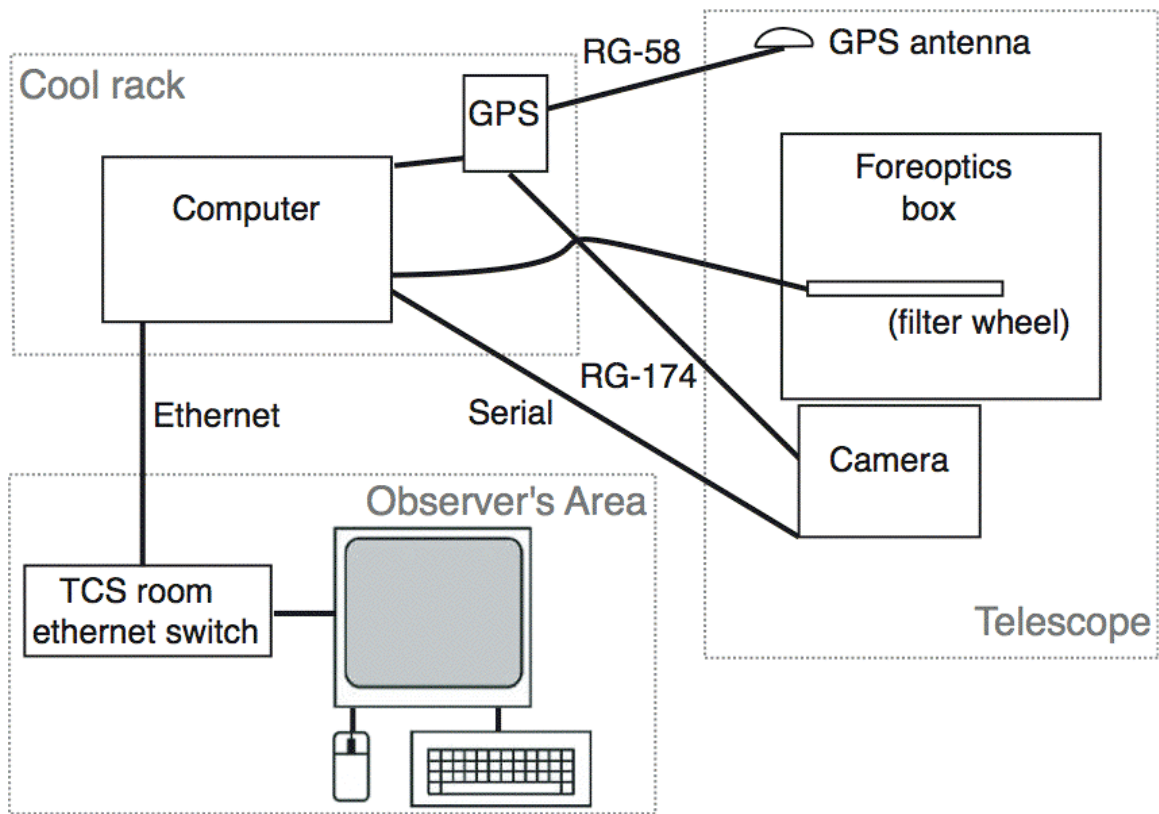 RG-58
GPS antenna
Cool rack
GPS
Computer
Foreoptics
box
(filter wheel)
RG-174
Serial
Ethernet
Camera
Observer's Area
TCS room
ethernet switch
Telescope